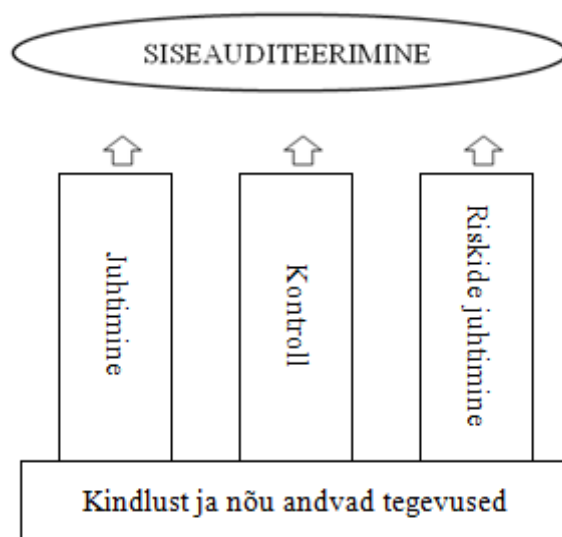 SISEAUDITEERIMINE
Juhtimine
Kontroll
Riskide juhtimine
Kindlust ja nõu andvad tegevused